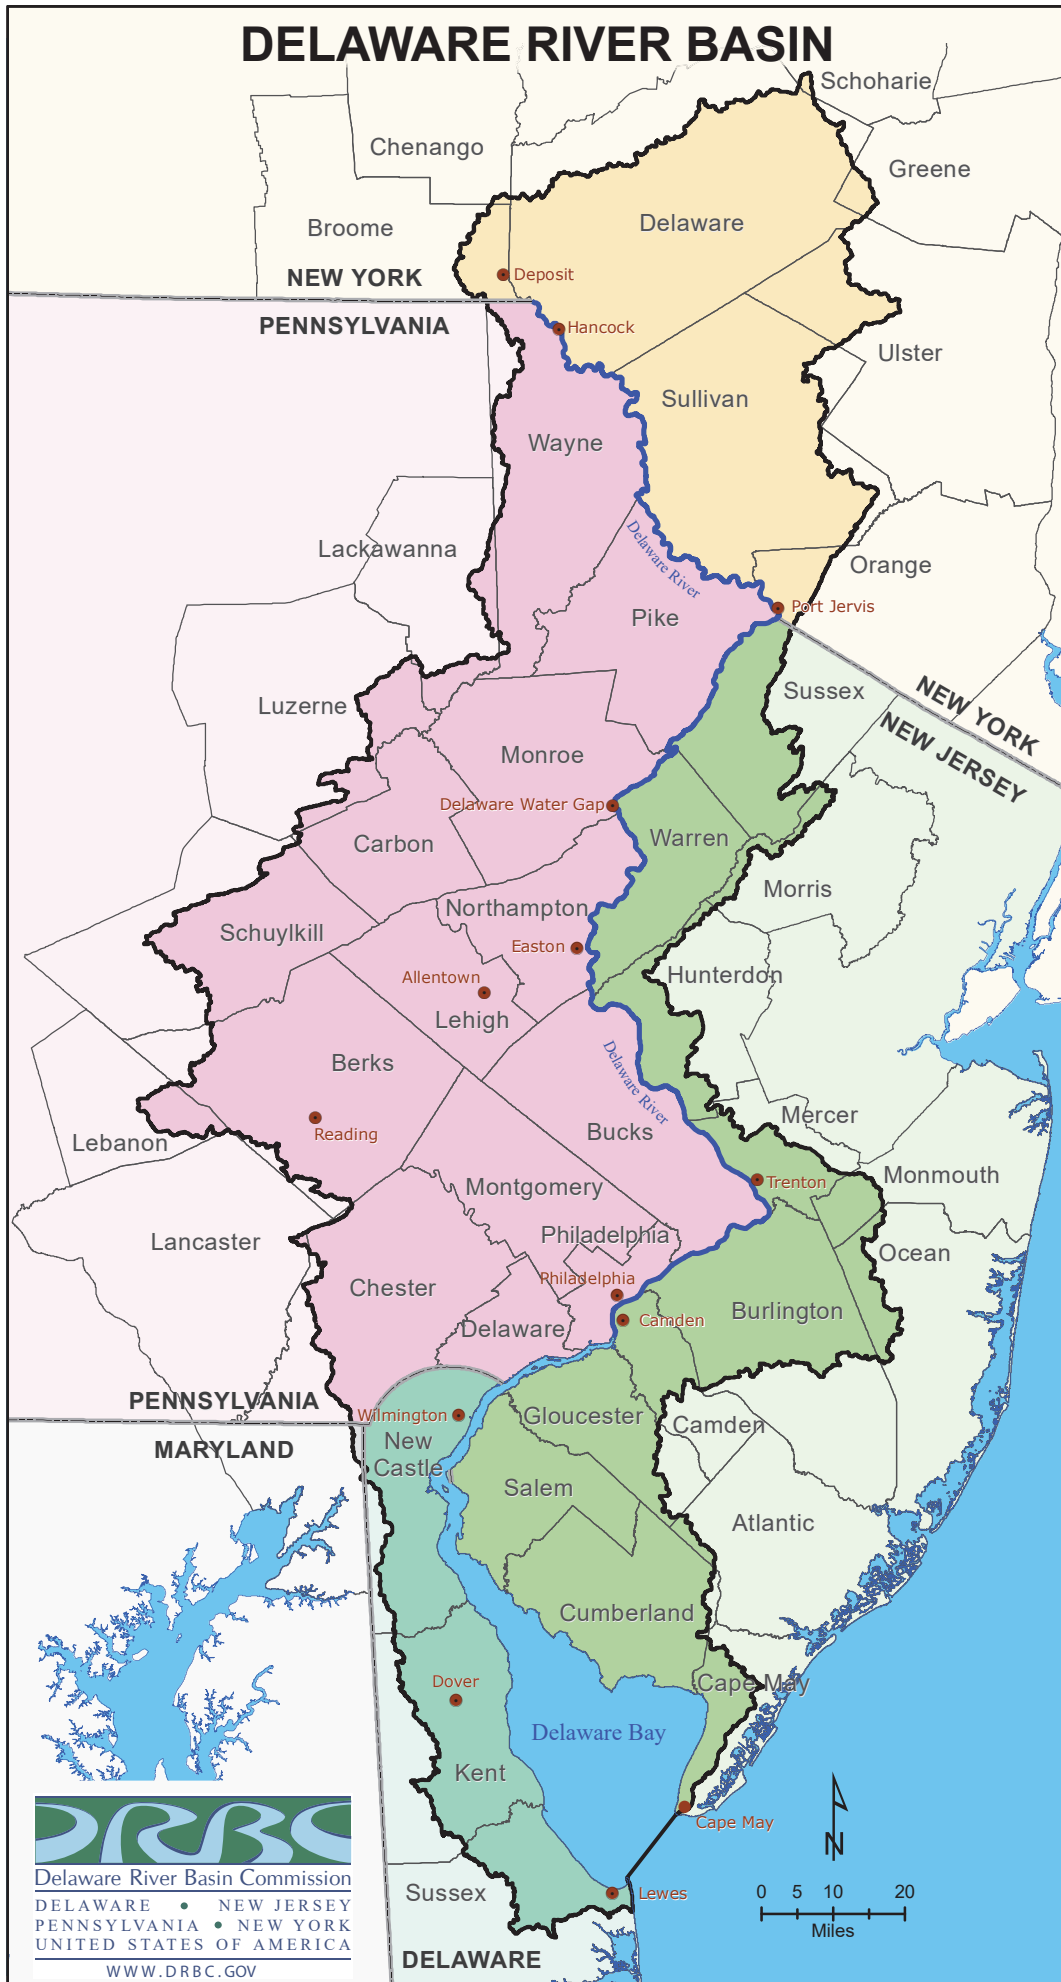 DELAWARE RIVER BASIN
Schoharie
Chenango
Greene
Delaware
Broome
NEW YORK
Deposit
PENNSYLVANIA
Hancock
Ulster
Sullivan
Wayne
Lackawanna
Delaware River
Orange
Port Jervis
Pike
Sussex
Luzerne
NEW YORK
NEW JERSEY
Monroe
Delaware Water Gap
Warren
Carbon
Morris
Northampton
Schuylkill
Easton
Hunterdon
Allentown
Lehigh
Berks
Delaware River
Mercer
Reading
Bucks
Lebanon
Monmouth
Trenton
Montgomery
Philadelphia
Lancaster
Ocean
Philadelphia
Chester
Burlington
Camden
Delaware
PENNSYLVANIA
Wilmington
Gloucester
Camden
MARYLAND
New
Castle
Salem
Atlantic
Cumberland
Dover
Cape May
Delaware Bay
Kent
Cape May
N
Sussex
Lewes
0 5 10 20
Miles
DELAWARE
DRBC
Delaware River Basin Commission
DELAWARE • NEW JERSEY
PENNSYLVANIA • NEW YORK
UNITED STATES OF AMERICA
WWW.DRBC.GOV